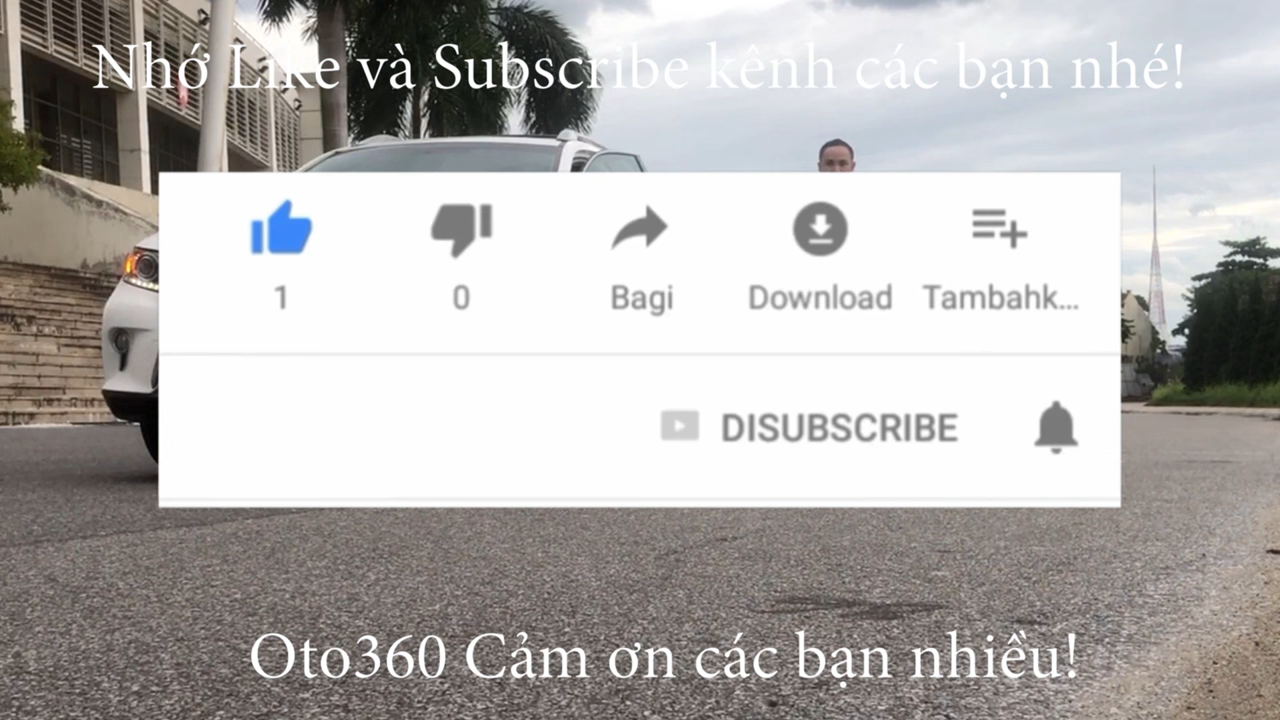 Nhớ Like và Subscribe kênh các bạn nhé!
1 0 Bagi Download Tambahk...
DISUBSCRIBE
Oto360 Cảm ơn các bạn nhiều!